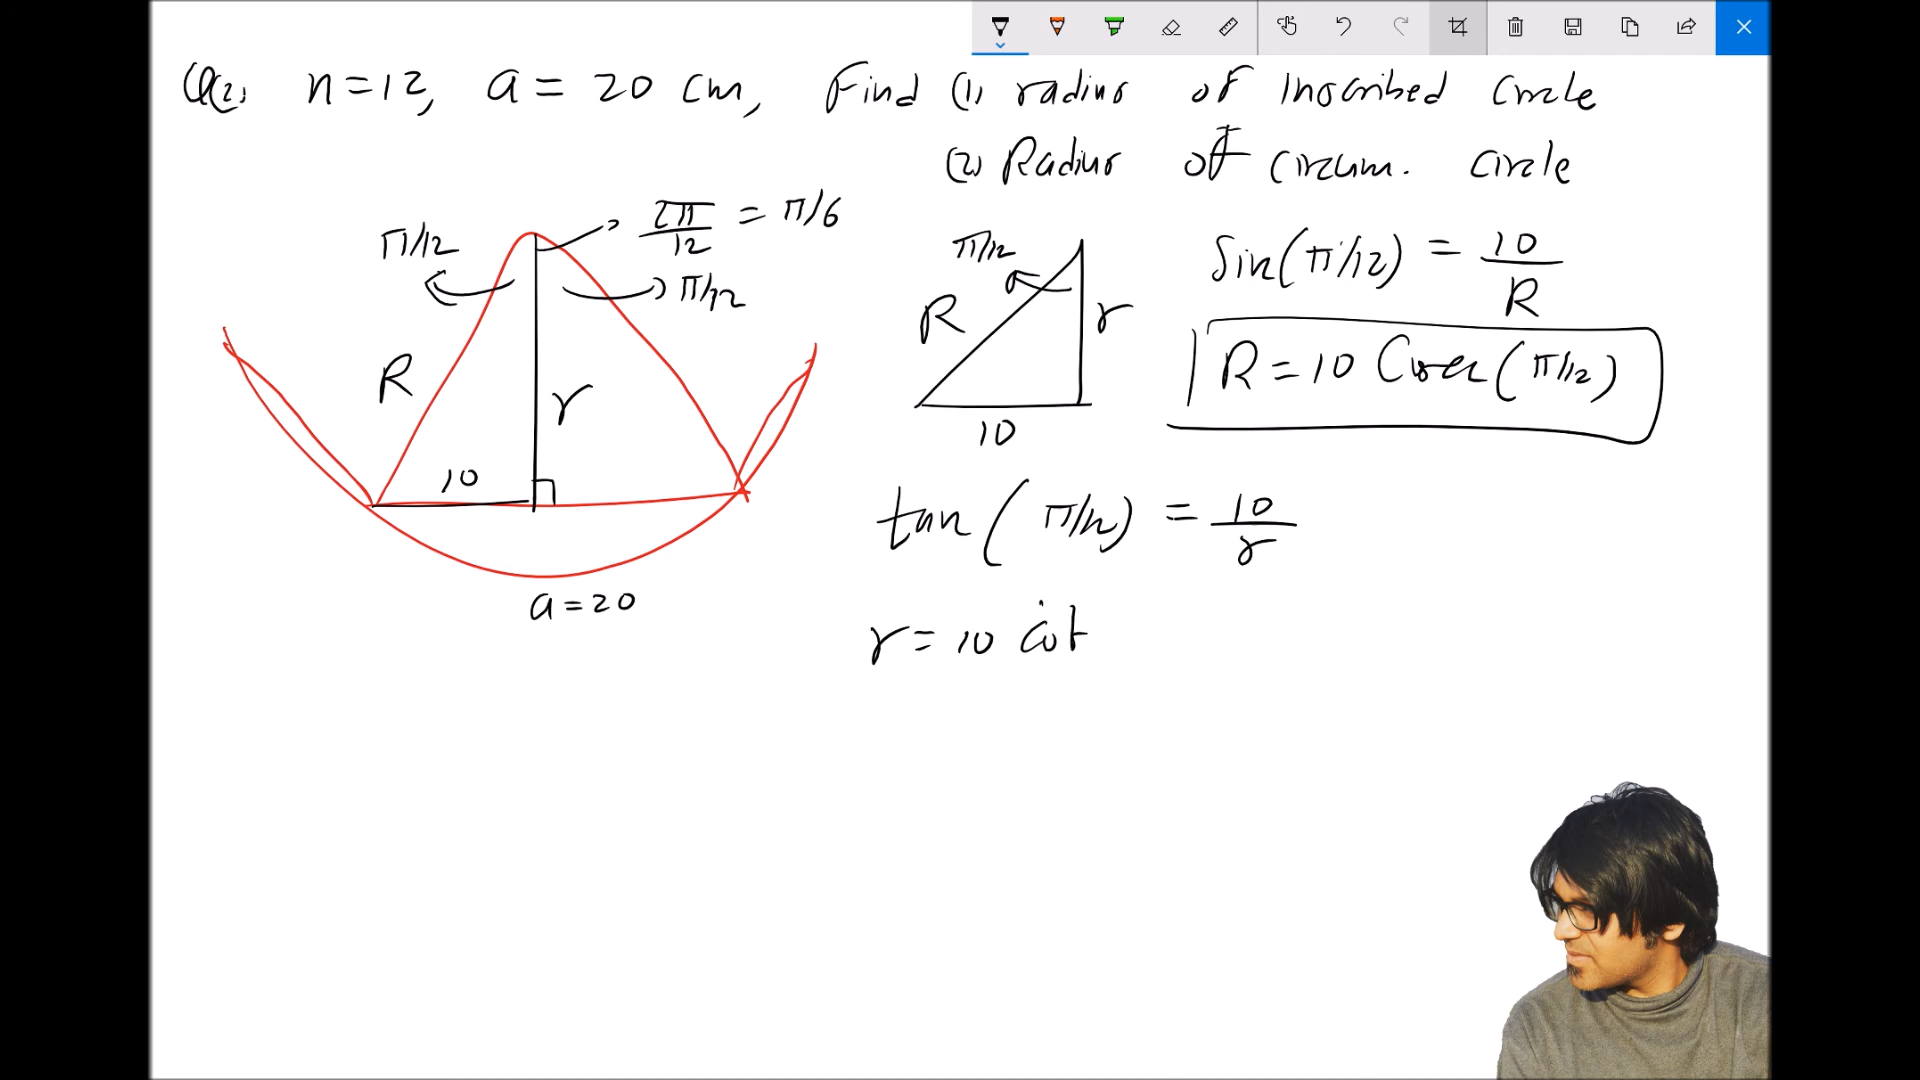 Q2, n=12, a = 20 cm, Find (1) radius of Inscribed Circle
(2) Radius of Circum. Circle
2π/12 = π/6
π/12
π/12
R
r
10
a = 20
π/12
R
r
10
Sin(π/12) = 10/R
R = 10 Cosec(π/12)
tan(π/12) = 10/r
r = 10 cot